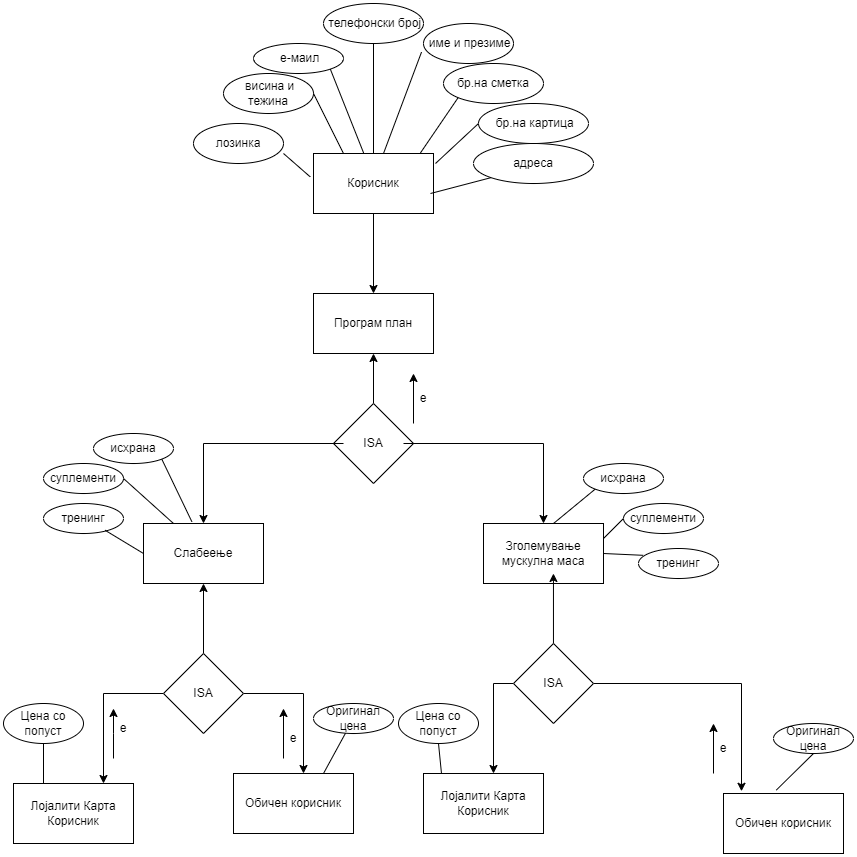 телефонски број
име и презиме
е-маил
бр.на сметка
висина и
тежина
бр.на картица
лозинка
адреса
Корисник
Програм план
е
ISA
исхрана
суплементи
тренинг
исхрана
суплементи
тренинг
Слабеење
Зголемување
мускулна маса
ISA
ISA
Цена со
попуст
е
е
Оригинал
цена
Цена со
попуст
е
Оригинал
цена
Лојалити Карта
Корисник
Обичен корисник
Лојалити Карта
Корисник
Обичен корисник